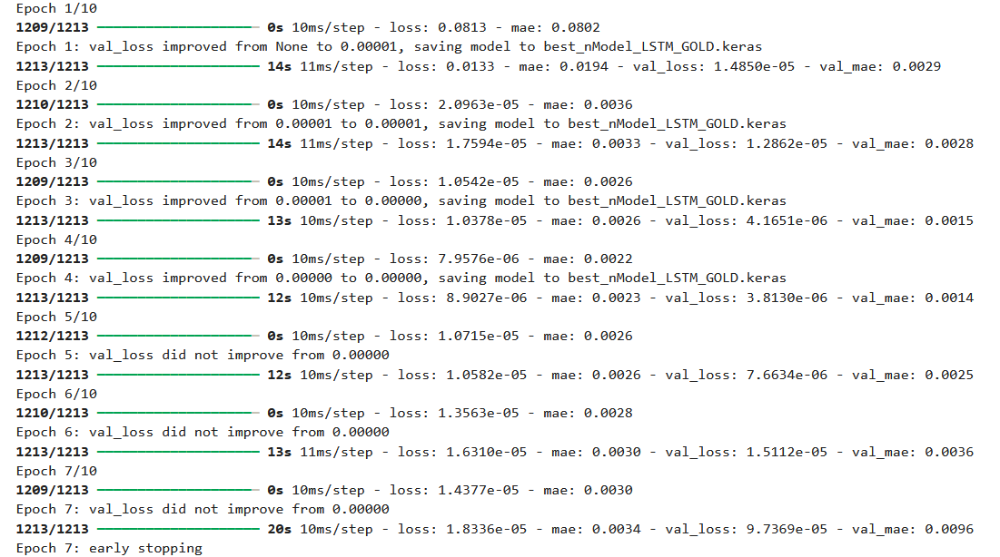 Epoch 1/10
1209/1213 ━━━━━━━━━━━━━━━━━━━━ 0s 10ms/step - loss: 0.0813 - mae: 0.0802
Epoch 1: val_loss improved from None to 0.00001, saving model to best_nModel_LSTM_GOLD.keras
1213/1213 ━━━━━━━━━━━━━━━━━━━━ 14s 11ms/step - loss: 0.0133 - mae: 0.0194 - val_loss: 1.4850e-05 - val_mae: 0.0029
Epoch 2/10
1210/1213 ━━━━━━━━━━━━━━━━━━━━ 0s 10ms/step - loss: 2.0963e-05 - mae: 0.0036
Epoch 2: val_loss improved from 0.00001 to 0.00001, saving model to best_nModel_LSTM_GOLD.keras
1213/1213 ━━━━━━━━━━━━━━━━━━━━ 14s 11ms/step - loss: 1.7594e-05 - mae: 0.0033 - val_loss: 1.2862e-05 - val_mae: 0.0028
Epoch 3/10
1209/1213 ━━━━━━━━━━━━━━━━━━━━ 0s 10ms/step - loss: 1.0542e-05 - mae: 0.0026
Epoch 3: val_loss improved from 0.00001 to 0.00000, saving model to best_nModel_LSTM_GOLD.keras
1213/1213 ━━━━━━━━━━━━━━━━━━━━ 13s 10ms/step - loss: 1.0378e-05 - mae: 0.0026 - val_loss: 4.1651e-06 - val_mae: 0.0015
Epoch 4/10
1209/1213 ━━━━━━━━━━━━━━━━━━━━ 0s 10ms/step - loss: 7.9576e-06 - mae: 0.0022
Epoch 4: val_loss improved from 0.00000 to 0.00000, saving model to best_nModel_LSTM_GOLD.keras
1213/1213 ━━━━━━━━━━━━━━━━━━━━ 12s 10ms/step - loss: 8.9027e-06 - mae: 0.0023 - val_loss: 3.8130e-06 - val_mae: 0.0014
Epoch 5/10
1212/1213 ━━━━━━━━━━━━━━━━━━━━ 0s 10ms/step - loss: 1.0715e-05 - mae: 0.0026
Epoch 5: val_loss did not improve from 0.00000
1213/1213 ━━━━━━━━━━━━━━━━━━━━ 12s 10ms/step - loss: 1.0582e-05 - mae: 0.0026 - val_loss: 7.6634e-06 - val_mae: 0.0025
Epoch 6/10
1210/1213 ━━━━━━━━━━━━━━━━━━━━ 0s 10ms/step - loss: 1.3563e-05 - mae: 0.0028
Epoch 6: val_loss did not improve from 0.00000
1213/1213 ━━━━━━━━━━━━━━━━━━━━ 13s 11ms/step - loss: 1.6310e-05 - mae: 0.0030 - val_loss: 1.5112e-05 - val_mae: 0.0036
Epoch 7/10
1209/1213 ━━━━━━━━━━━━━━━━━━━━ 0s 10ms/step - loss: 1.4377e-05 - mae: 0.0030
Epoch 7: val_loss did not improve from 0.00000
1213/1213 ━━━━━━━━━━━━━━━━━━━━ 20s 10ms/step - loss: 1.8336e-05 - mae: 0.0034 - val_loss: 9.7369e-05 - val_mae: 0.0096
Epoch 7: early stopping